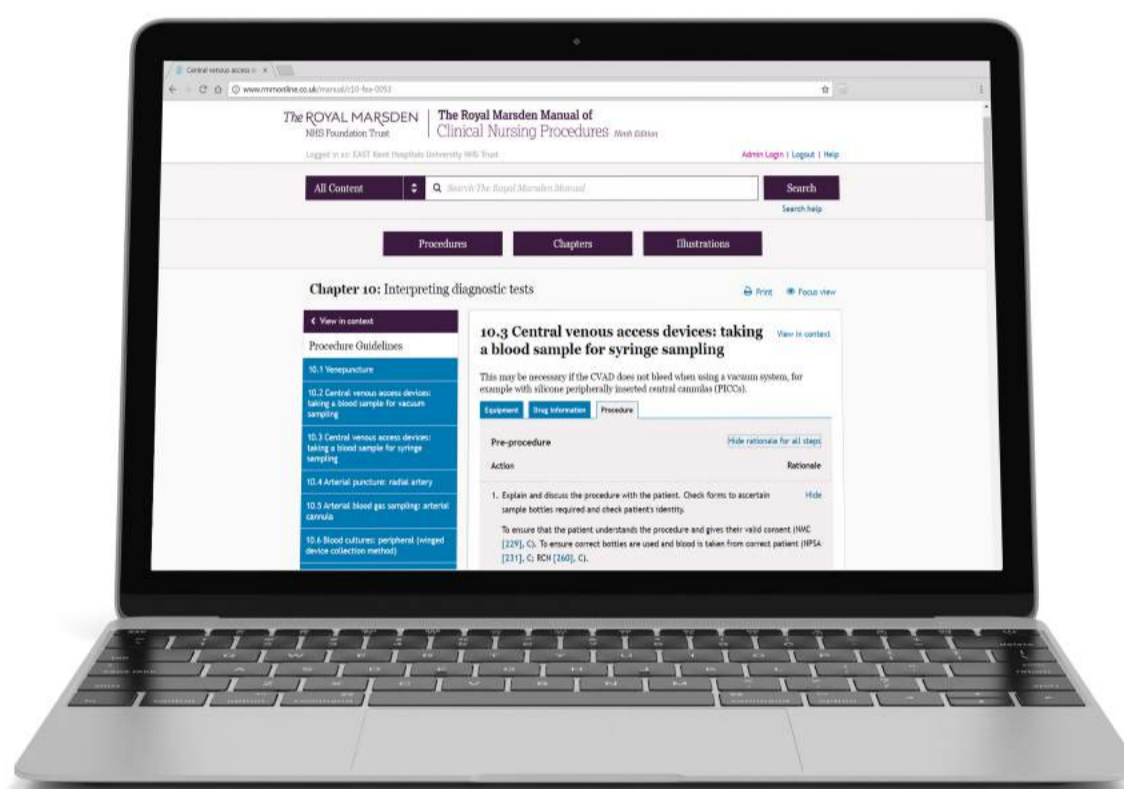 Central venous access
www.rmmonline.co.uk/manual/c10-fea-0053
The ROYAL MARSDEN
NHS Foundation Trust
The Royal Marsden Manual of
Clinical Nursing Procedures Ninth Edition
Logged in as: EAST Kent Hospitals University NHS Trust
Admin Login | Logout | Help
All Content
Search The Royal Marsden Manual
Search
Search help
Procedures
Chapters
Illustrations
Chapter 10: Interpreting diagnostic tests
Print
Focus view
View in context
Procedure Guidelines
10.1 Venepuncture
10.2 Central venous access devices:
taking a blood sample for vacuum
sampling
10.3 Central venous access devices:
taking a blood sample for syringe
sampling
10.4 Arterial puncture: radial artery
10.5 Arterial blood gas sampling: arterial
cannula
10.6 Blood cultures: peripheral (winged
device collection method)
10.3 Central venous access devices: taking
a blood sample for syringe sampling
View in context
This may be necessary if the CVAD does not bleed when using a vacuum system, for
example with silicone peripherally inserted central cannulas (PICCs).
Equipment
Drug Information
Procedure
Pre-procedure
Hide rationale for all steps
Action
Rationale
1. Explain and discuss the procedure with the patient. Check forms to ascertain
sample bottles required and check patient's identity.
Hide
To ensure that the patient understands the procedure and gives their valid consent (NMC
[229], C). To ensure correct bottles are used and blood is taken from correct patient (NPSA
[231], C; RCN [260], C).